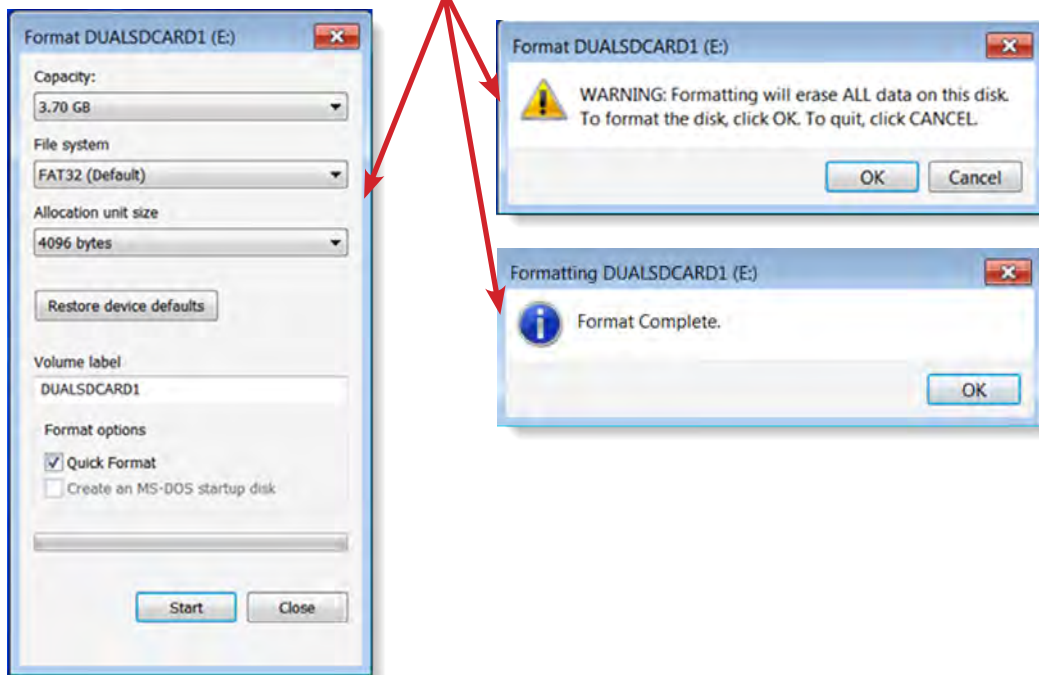 Format DUALSDCARD1 (E:)
Capacity:
3.70 GB
File system
FAT32 (Default)
Allocation unit size
4096 bytes
Restore device defaults
Volume label
DUALSDCARD1
Format options
Quick Format
Create an MS-DOS startup disk
Start Close
Format DUALSDCARD1 (E:)
WARNING: Formatting will erase ALL data on this disk.
To format the disk, click OK. To quit, click CANCEL.
OK Cancel
Formatting DUALSDCARD1 (E:)
Format Complete.
OK